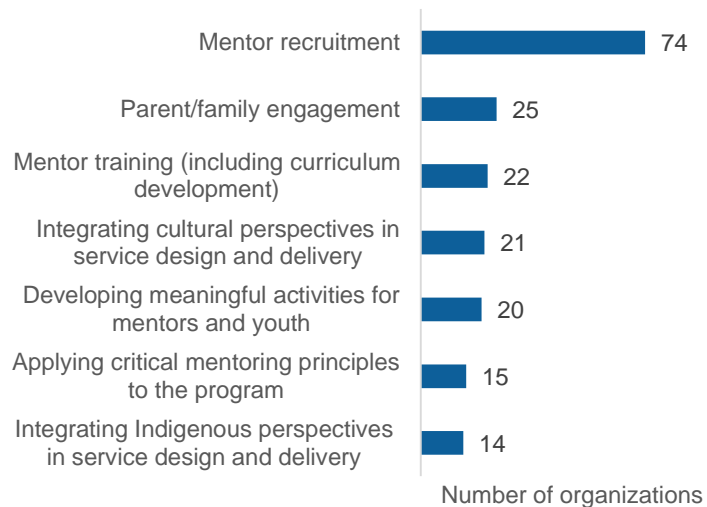 Mentor recruitment 74
Parent/family engagement 25
Mentor training (including curriculum
development) 22
Integrating cultural perspectives in
service design and delivery 21
Developing meaningful activities for
mentors and youth 20
Applying critical mentoring principles
to the program 15
Integrating Indigenous perspectives
in service design and delivery 14
Number of organizations